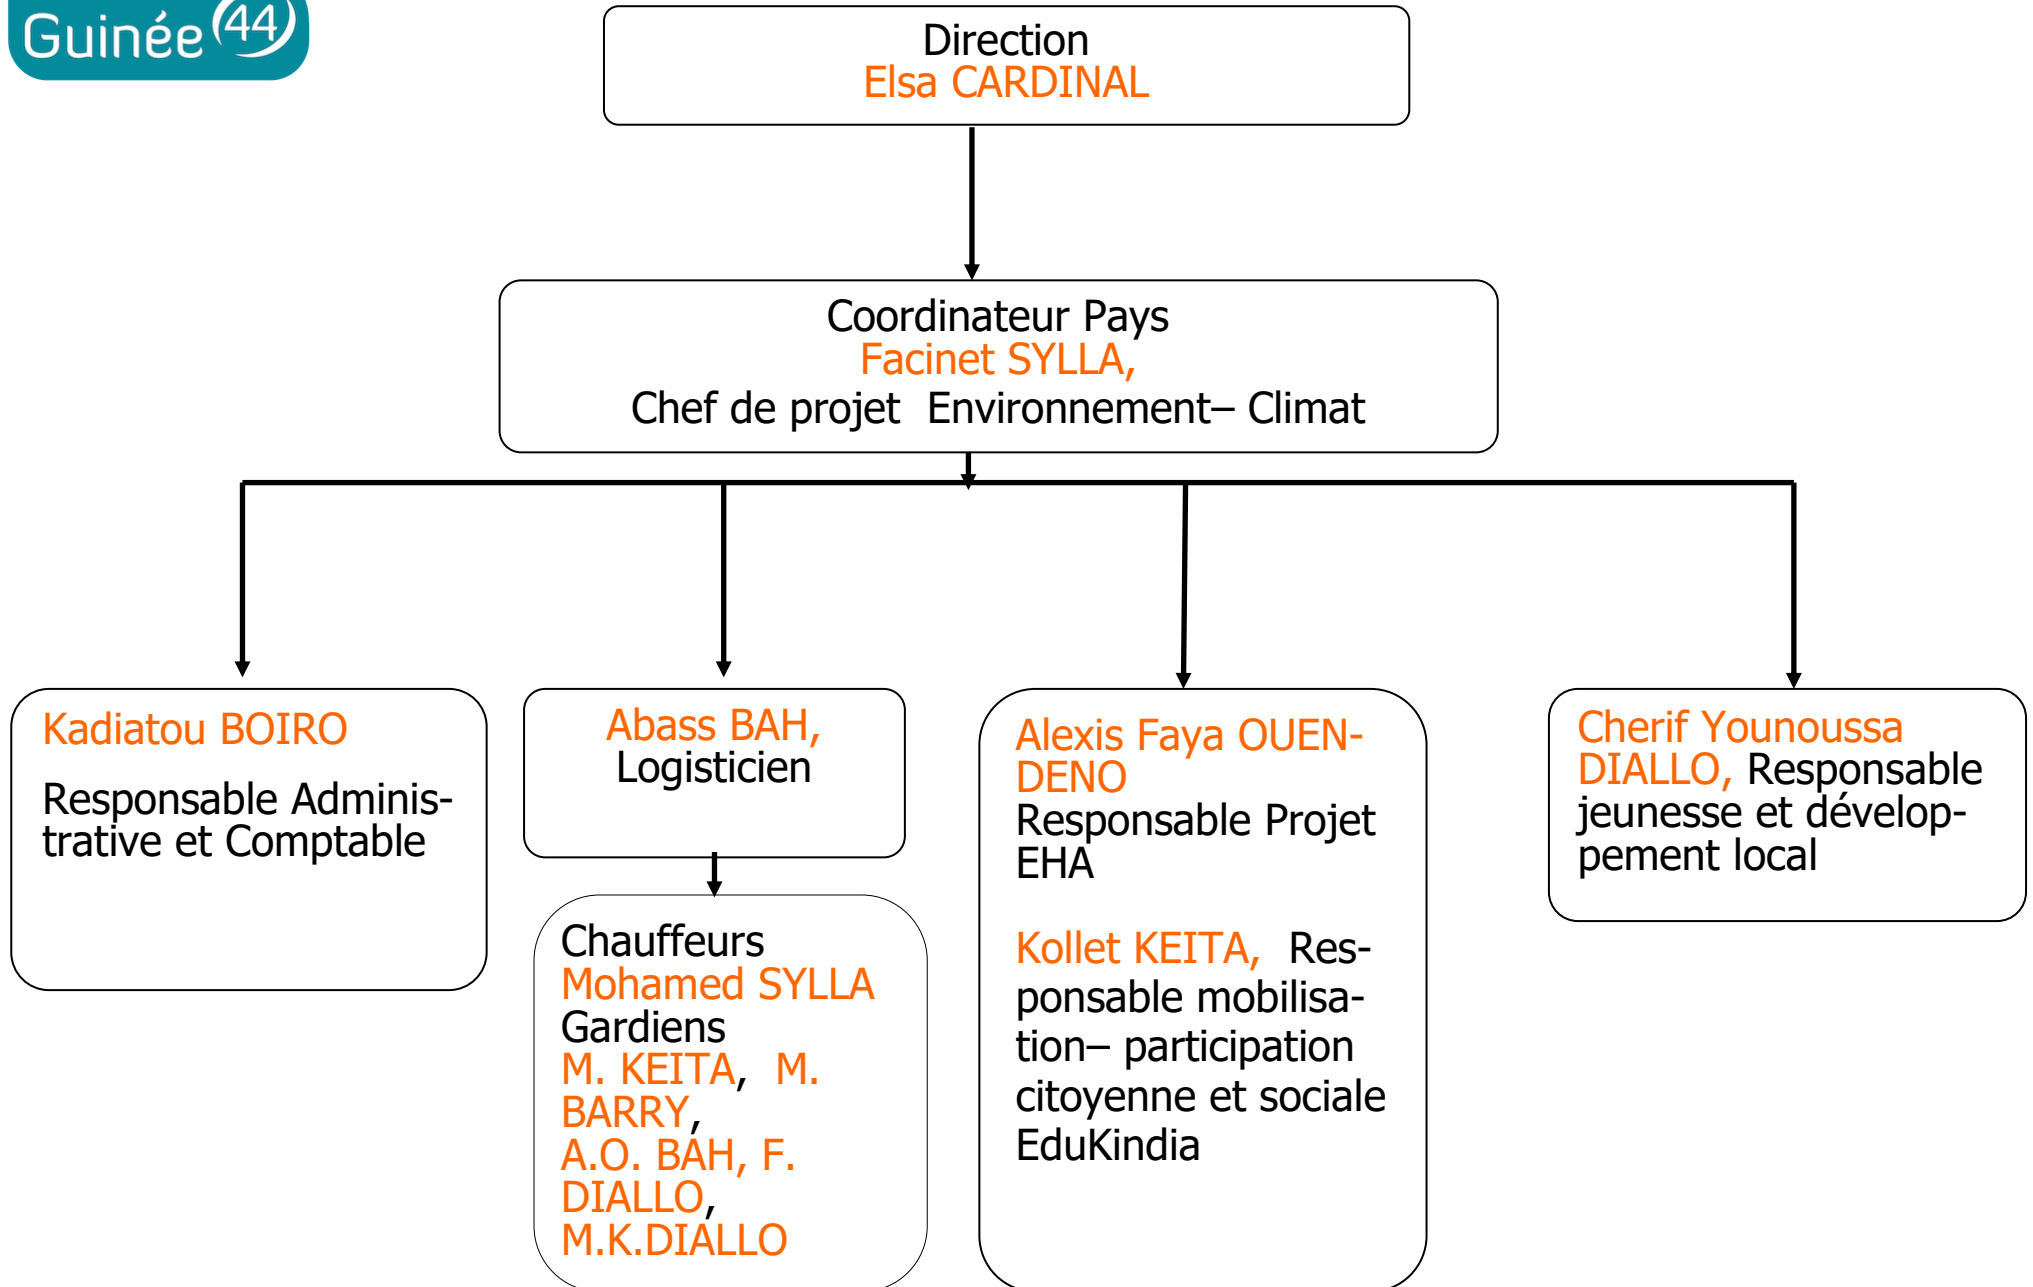 Guinée 44
Direction
Elsa CARDINAL
Coordinateur Pays
Facinet SYLLA,
Chef de projet  Environnement– Climat
Kadiatou BOIRO
Responsable Adminis-
trative et Comptable
Abass BAH,
Logisticien
Chauffeurs
Mohamed SYLLA
Gardiens
M. KEITA,  M.
BARRY,
A.O. BAH, F.
DIALLO,
M.K.DIALLO
Alexis Faya OUEN-
DENO
Responsable Projet
EHA
Kollet KEITA,  Res-
ponsable mobilisa-
tion– participation
citoyenne et sociale
EduKindia
Cherif Younoussa
DIALLO, Responsable
jeunesse et dévelop-
pement local